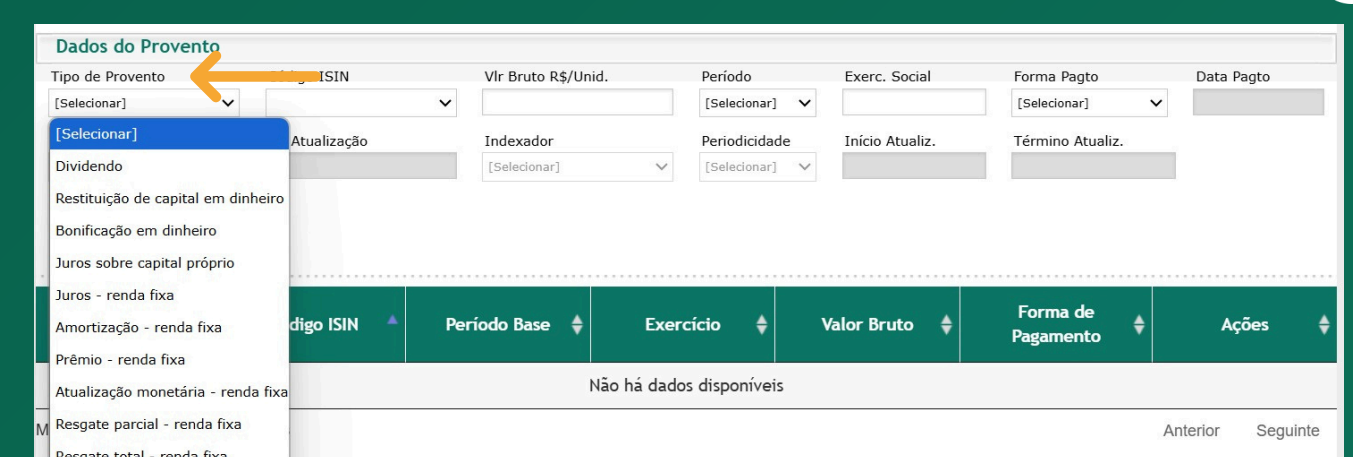 Dados do Provento
Tipo de Provento ISIN Vlr Bruto R$/Unid. Período Exerc. Social Forma Pagto Data Pagto
[Selecionar] [Selecionar] [Selecionar]
[Selecionar] Atualização Indexador Periodicidade Início Atualiz. Término Atualiz.
Dividendo [Selecionar] [Selecionar]
Restituição de capital em dinheiro
Bonificação em dinheiro
Juros sobre capital próprio
Juros - renda fixa
Amortização - renda fixa
Prêmio - renda fixa
Atualização monetária - renda fixa
Resgate parcial - renda fixa
Resgate total - renda fixa
digo ISIN Período Base Exercício Valor Bruto Forma de Pagamento Ações
Não há dados disponíveis
M Anterior Seguinte